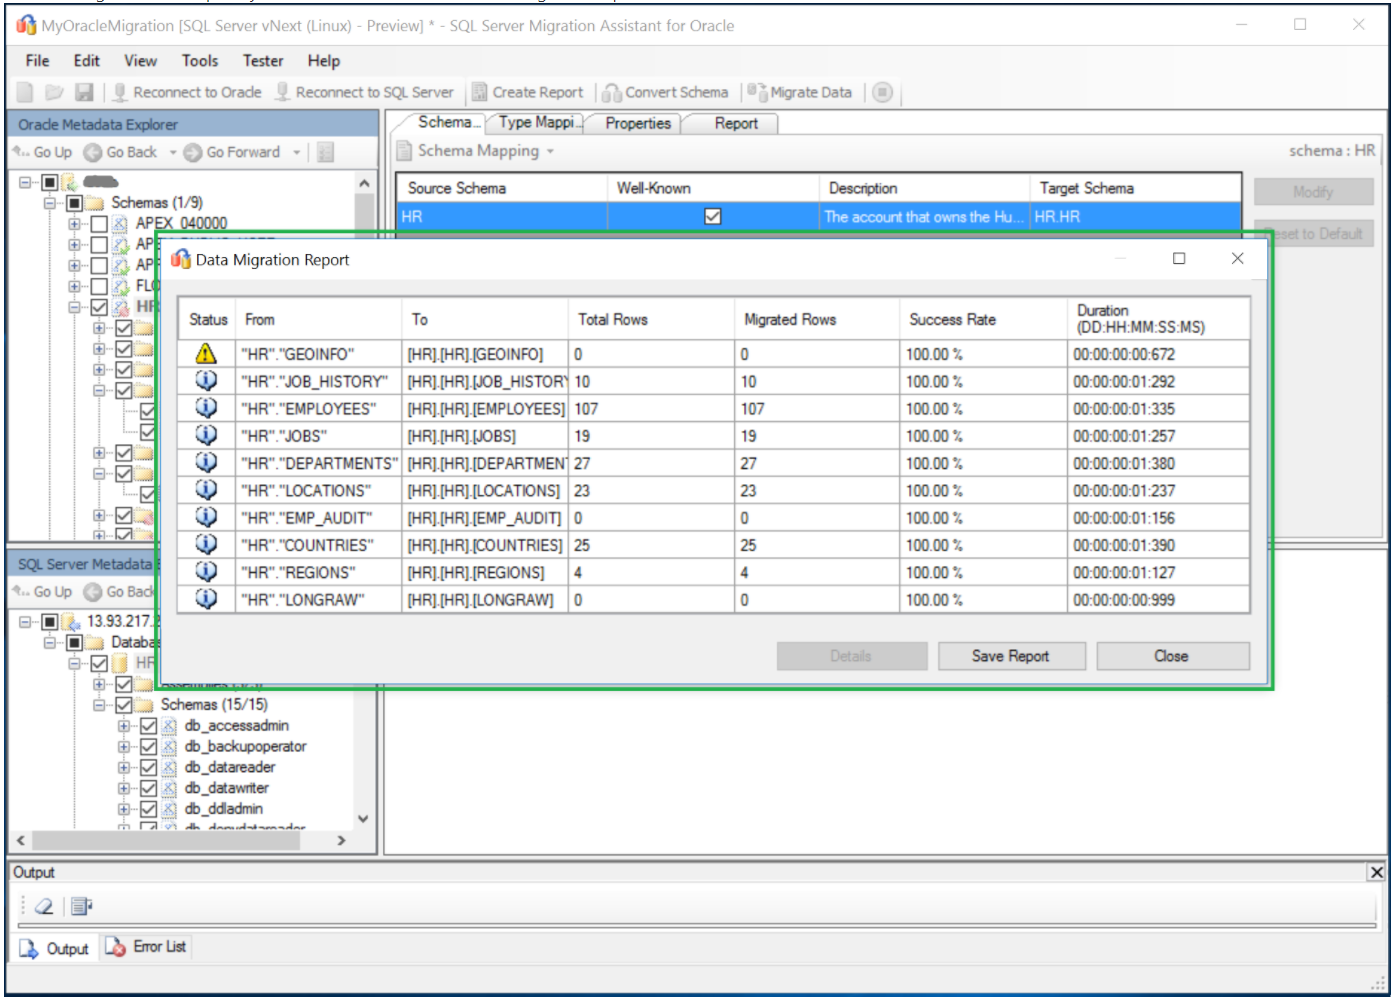 MyOracleMigration [SQL Server vNext (Linux) - Preview] * - SQL Server Migration Assistant for Oracle
File Edit View Tools Tester Help
Reconnect to Oracle Reconnect to SQL Server Create Report Convert Schema Migrate Data
Oracle Metadata Explorer
Go Up Go Back Go Forward
Schemas (1/9)
APEX_040000
HR
Schema... Type Mappi... Properties Report
Schema Mapping schema : HR
Source Schema Well-Known Description Target Schema
HR The account that owns the Hu... HR.HR
Modify
Reset to Default
Data Migration Report
Status From To Total Rows Migrated Rows Success Rate Duration (DD:HH:MM:SS:MS)
"HR"."GEOINFO" [HR].[HR].[GEOINFO] 0 0 100.00 % 00:00:00:00:672
"HR"."JOB_HISTORY" [HR].[HR].[JOB_HISTORY 10 10 100.00 % 00:00:00:01:292
"HR"."EMPLOYEES" [HR].[HR].[EMPLOYEES] 107 107 100.00 % 00:00:00:01:335
"HR"."JOBS" [HR].[HR].[JOBS] 19 19 100.00 % 00:00:00:01:257
"HR"."DEPARTMENTS" [HR].[HR].[DEPARTMENT 27 27 100.00 % 00:00:00:01:380
"HR"."LOCATIONS" [HR].[HR].[LOCATIONS] 23 23 100.00 % 00:00:00:01:237
"HR"."EMP_AUDIT" [HR].[HR].[EMP_AUDIT] 0 0 100.00 % 00:00:00:01:156
"HR"."COUNTRIES" [HR].[HR].[COUNTRIES] 25 25 100.00 % 00:00:00:01:390
"HR"."REGIONS" [HR].[HR].[REGIONS] 4 4 100.00 % 00:00:00:01:127
"HR"."LONGRAW" [HR].[HR].[LONGRAW] 0 0 100.00 % 00:00:00:00:999
Details Save Report Close
SQL Server Metadata
Go Up Go Back
13.93.217.
Databa
HR
Schemas (15/15)
db_accessadmin
db_backupoperator
db_datareader
db_datawriter
db_ddladmin
Output
Output Error List